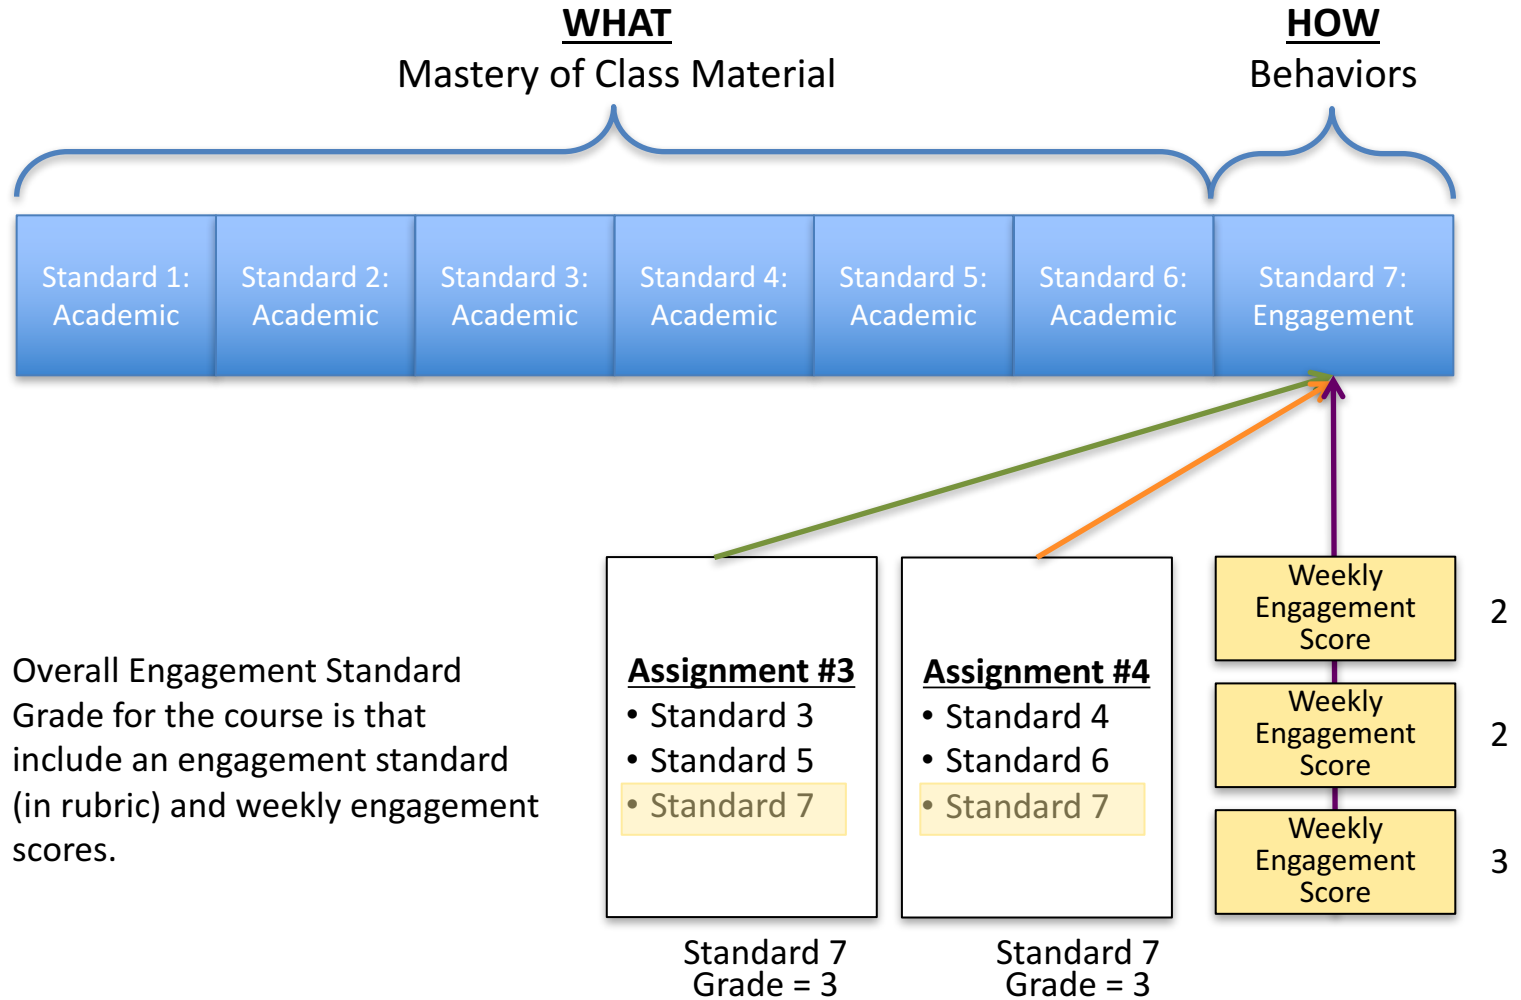 WHAT
Mastery of Class Material
HOW
Behaviors
Standard 1:
Academic
Standard 2:
Academic
Standard 3:
Academic
Standard 4:
Academic
Standard 5:
Academic
Standard 6:
Academic
Standard 7:
Engagement
Overall Engagement Standard
Grade for the course is that
include an engagement standard
(in rubric) and weekly engagement
scores.
Assignment #3
• Standard 3
• Standard 5
• Standard 7
Standard 7
Grade = 3
Assignment #4
• Standard 4
• Standard 6
• Standard 7
Standard 7
Grade = 3
Weekly
Engagement
Score
2
Weekly
Engagement
Score
2
Weekly
Engagement
Score
3